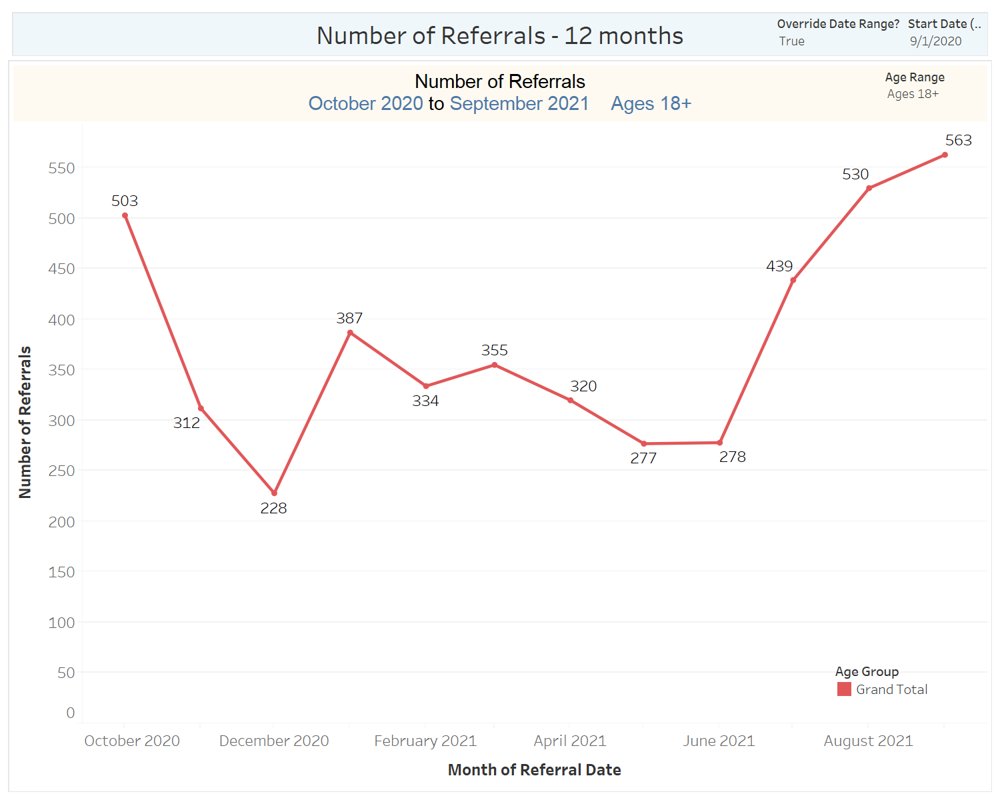 Number of Referrals - 12 months
Override Date Range?
True
Start Date (..
9/1/2020
Number of Referrals
October 2020 to September 2021 Ages 18+
Age Range
Ages 18+
Number of Referrals
550
500
450
400
350
300
250
200
150
100
50
0
503
312
228
387
334
355
320
277
278
439
530
563
Age Group
Grand Total
October 2020
December 2020
February 2021
April 2021
June 2021
August 2021
Month of Referral Date